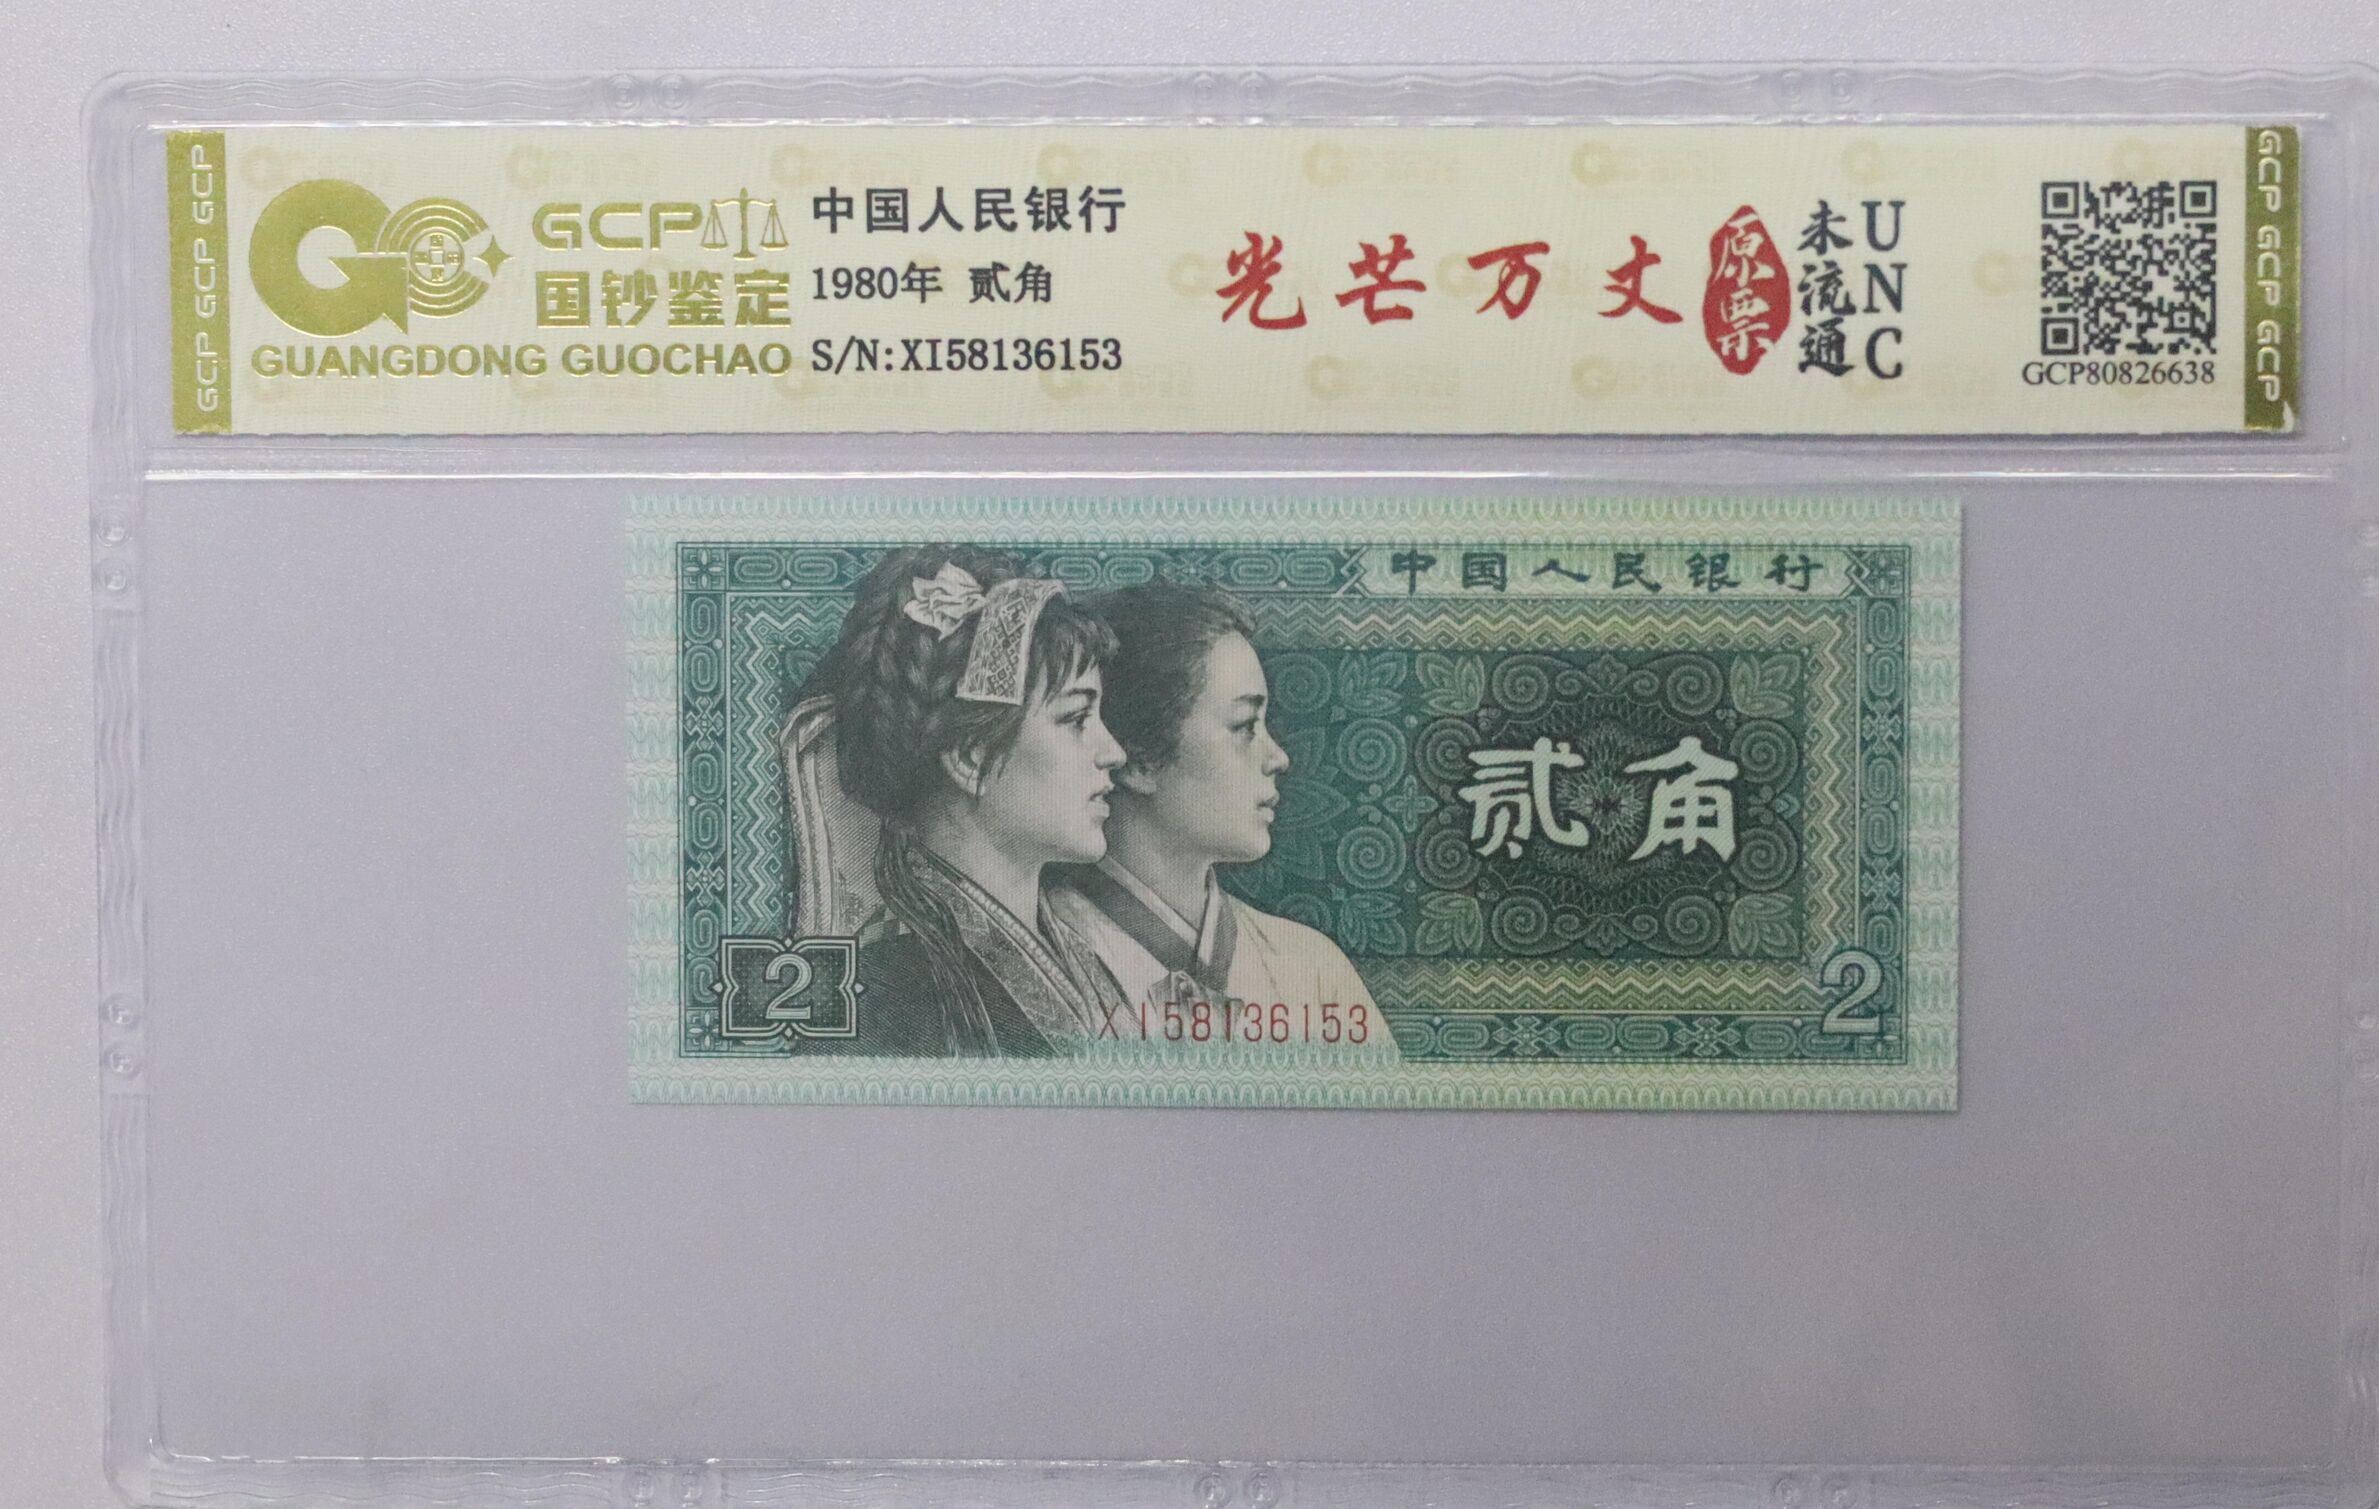 GCP GCP GCP
GCP
国钞鉴定
GUANGDONG GUOCHAO
中国人民银行
1980年 贰角
S/N:XI58136153
光芒万丈
原票
未流通
UNC
GCP80826638
GCP GCP GCP
中国人民银行
贰角
2
XI58136153
2